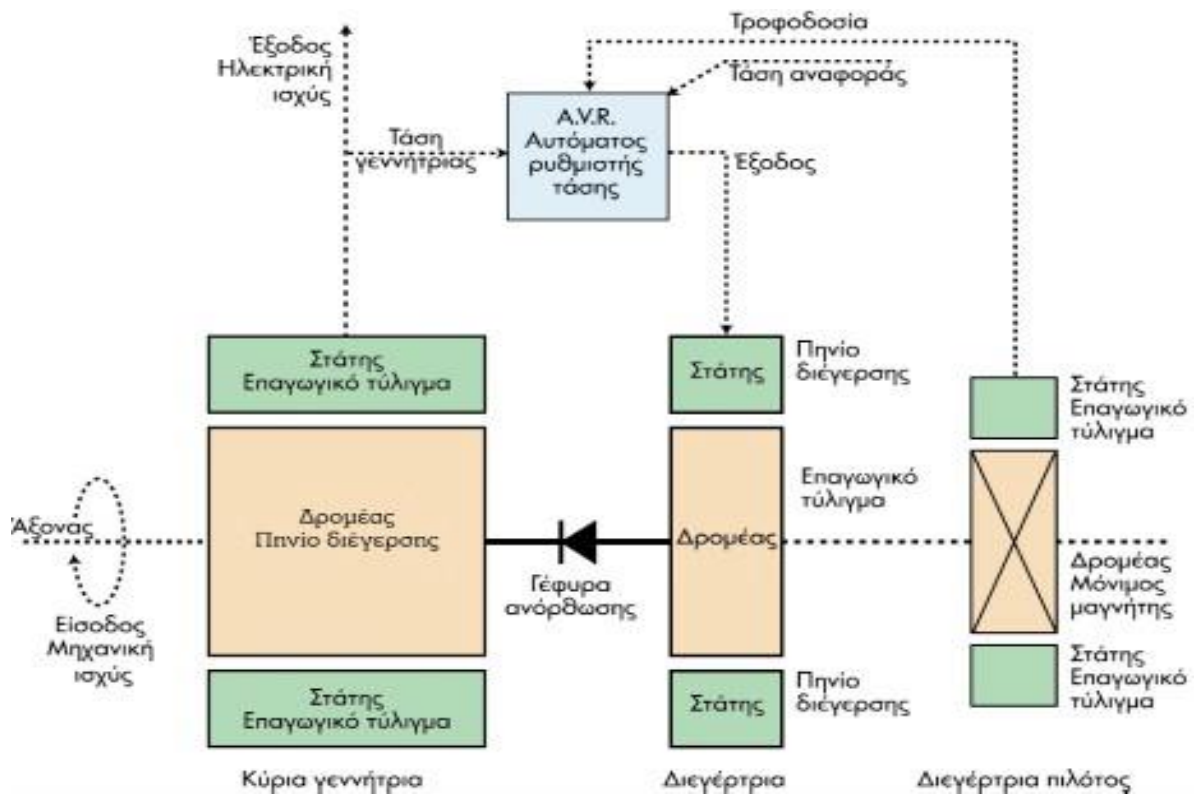 Τροφοδοσία
Έξοδος
Ηλεκτρική
ισχύς
Τάση αναφοράς
A.V.R.
Αυτόματος
ρυθμιστής
τάσης
Τάση
γεννήτριας
Έξοδος
Στάτης
Επαγωγικό τύλιγμα
Στάτης
Πηνίο
διέγερσης
Στάτης
Επαγωγικό
τύλιγμα
Άξονας
Δρομέας
Πηνίο διέγερσης
Γέφυρα
ανόρθωσης
Δρομέας
Επαγωγικό
τύλιγμα
Δρομέας
Μόνιμος
μαγνήτης
Είσοδος
Μηχανική
ισχύς
Στάτης
Επαγωγικό τύλιγμα
Στάτης
Πηνίο
διέγερσης
Στάτης
Επαγωγικό
τύλιγμα
Κύρια γεννήτρια
Διεγέρτρια
Διεγέρτρια πιλότος